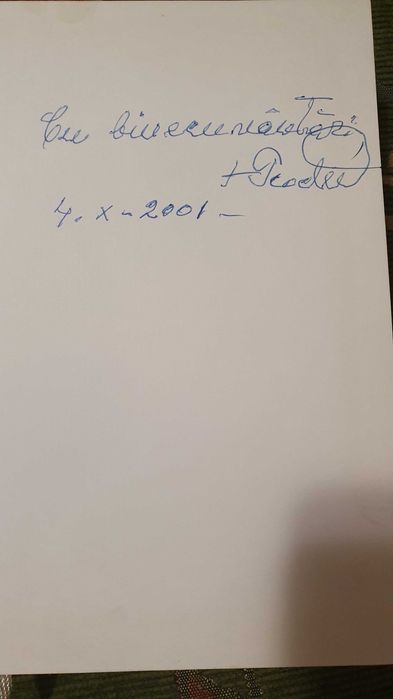 Cu binecuvântări,
+ Teodosie
4. X - 2001 -